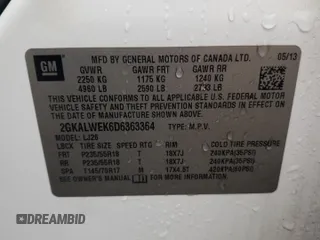 GM
MFD BY GENERAL MOTORS OF CANADA LTD. 05/13
GVWR GAWR FRT GAWR RR
2250 KG 1175 KG 1240 KG
4960 LB 2590 LB 2733 LB
THIS VEHICLE CONFORMS TO ALL APPLICABLE U.S. FEDERAL
MOTOR VEHICLE SAFETY, BUMPER, AND THEFT PREVENTION
STANDARDS IN EFFECT ON THE DATE OF
MANUFACTURE SHOWN ABOVE.
2GKALWEK6D6363364 TYPE: M.P.V.
LJ26
LBCK TIRE SIZE SPEED RTG RIM COLD TIRE PRESSURE
FRT P235/55R18 T 18X7J 240KPA(35PSI)
RR P235/55R18 T 18X7J 240KPA(35PSI)
SPA T145/70R17 M 17X4.0T 420KPA(60PSI)